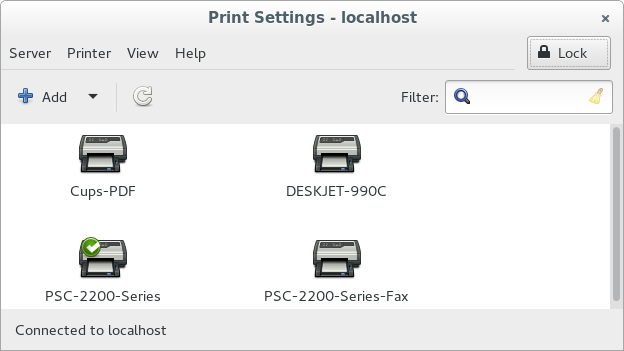 Print Settings - localhost
Server Printer View Help Lock
Add Filter:
Cups-PDF DESKJET-990C
PSC-2200-Series PSC-2200-Series-Fax
Connected to localhost